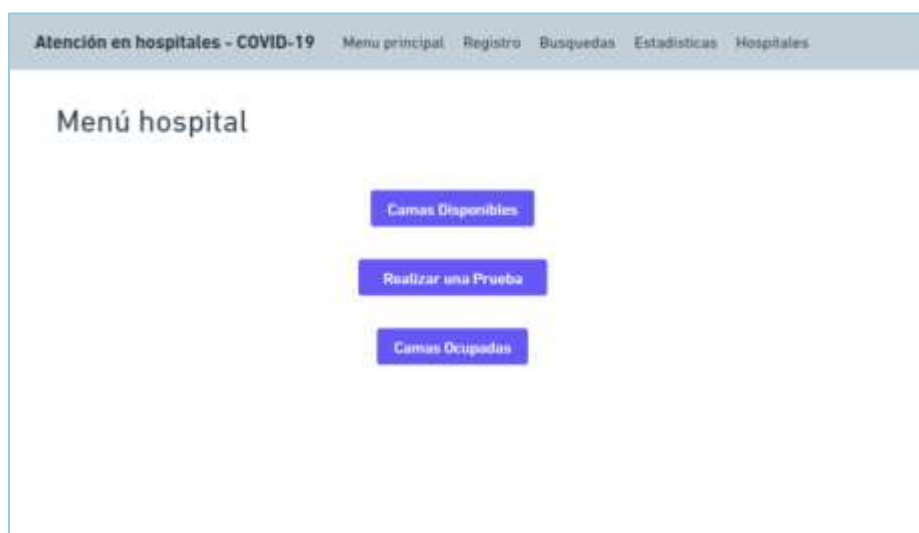 Atención en hospitales - COVID-19 Menu principal Registro Busquedas Estadisticas Hospitales
Menú hospital
Camas Disponibles
Realizar una Prueba
Camas Ocupadas